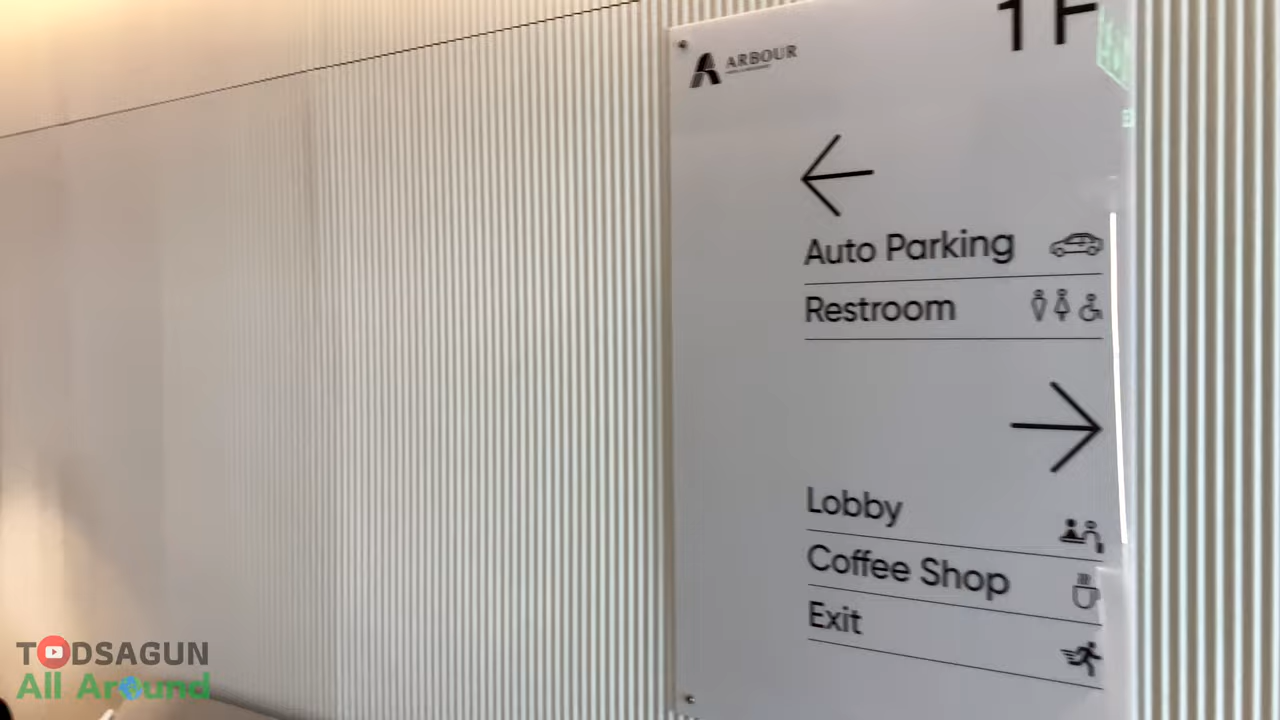 1F
ARBOUR
Auto Parking
Restroom
Lobby
Coffee Shop
Exit
TODSAGUN
All Around